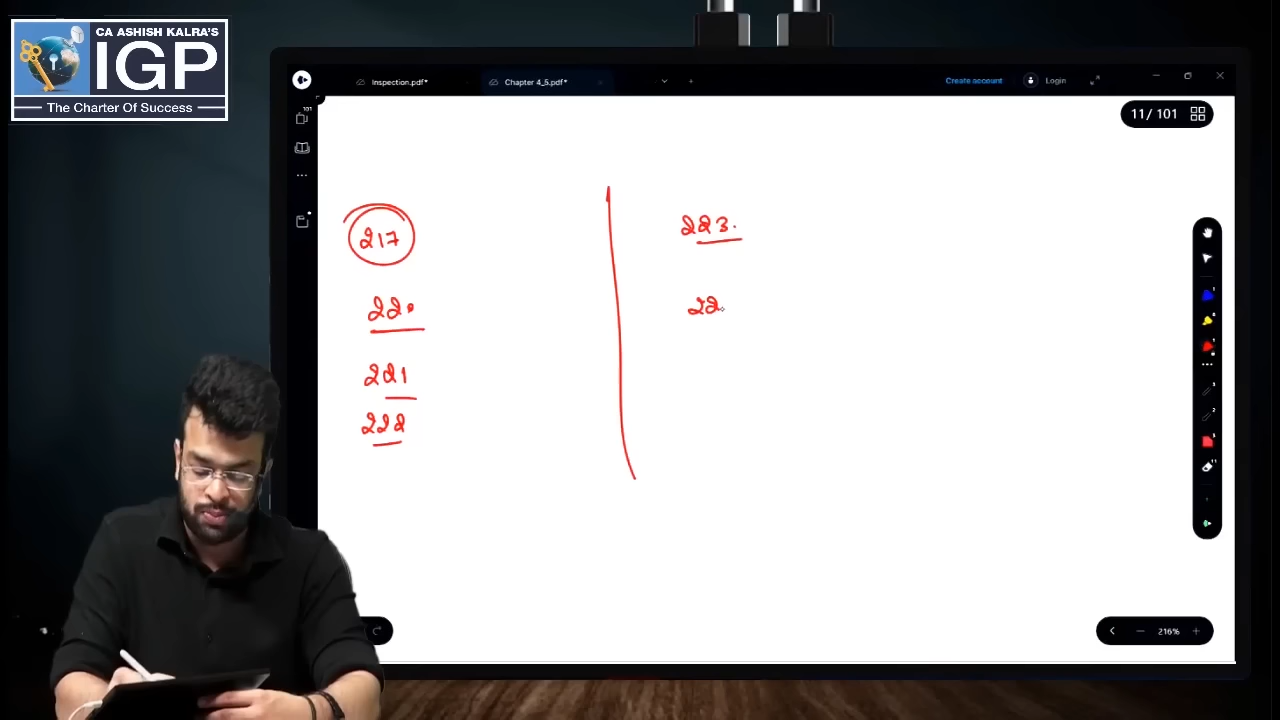 CA ASHISH KALRA'S
IGP
The Charter Of Success
Inspection.pdf*
Chapter 4_5.pdf*
Create account
Login
11 / 101
217
220
221
222
223.
22
216%